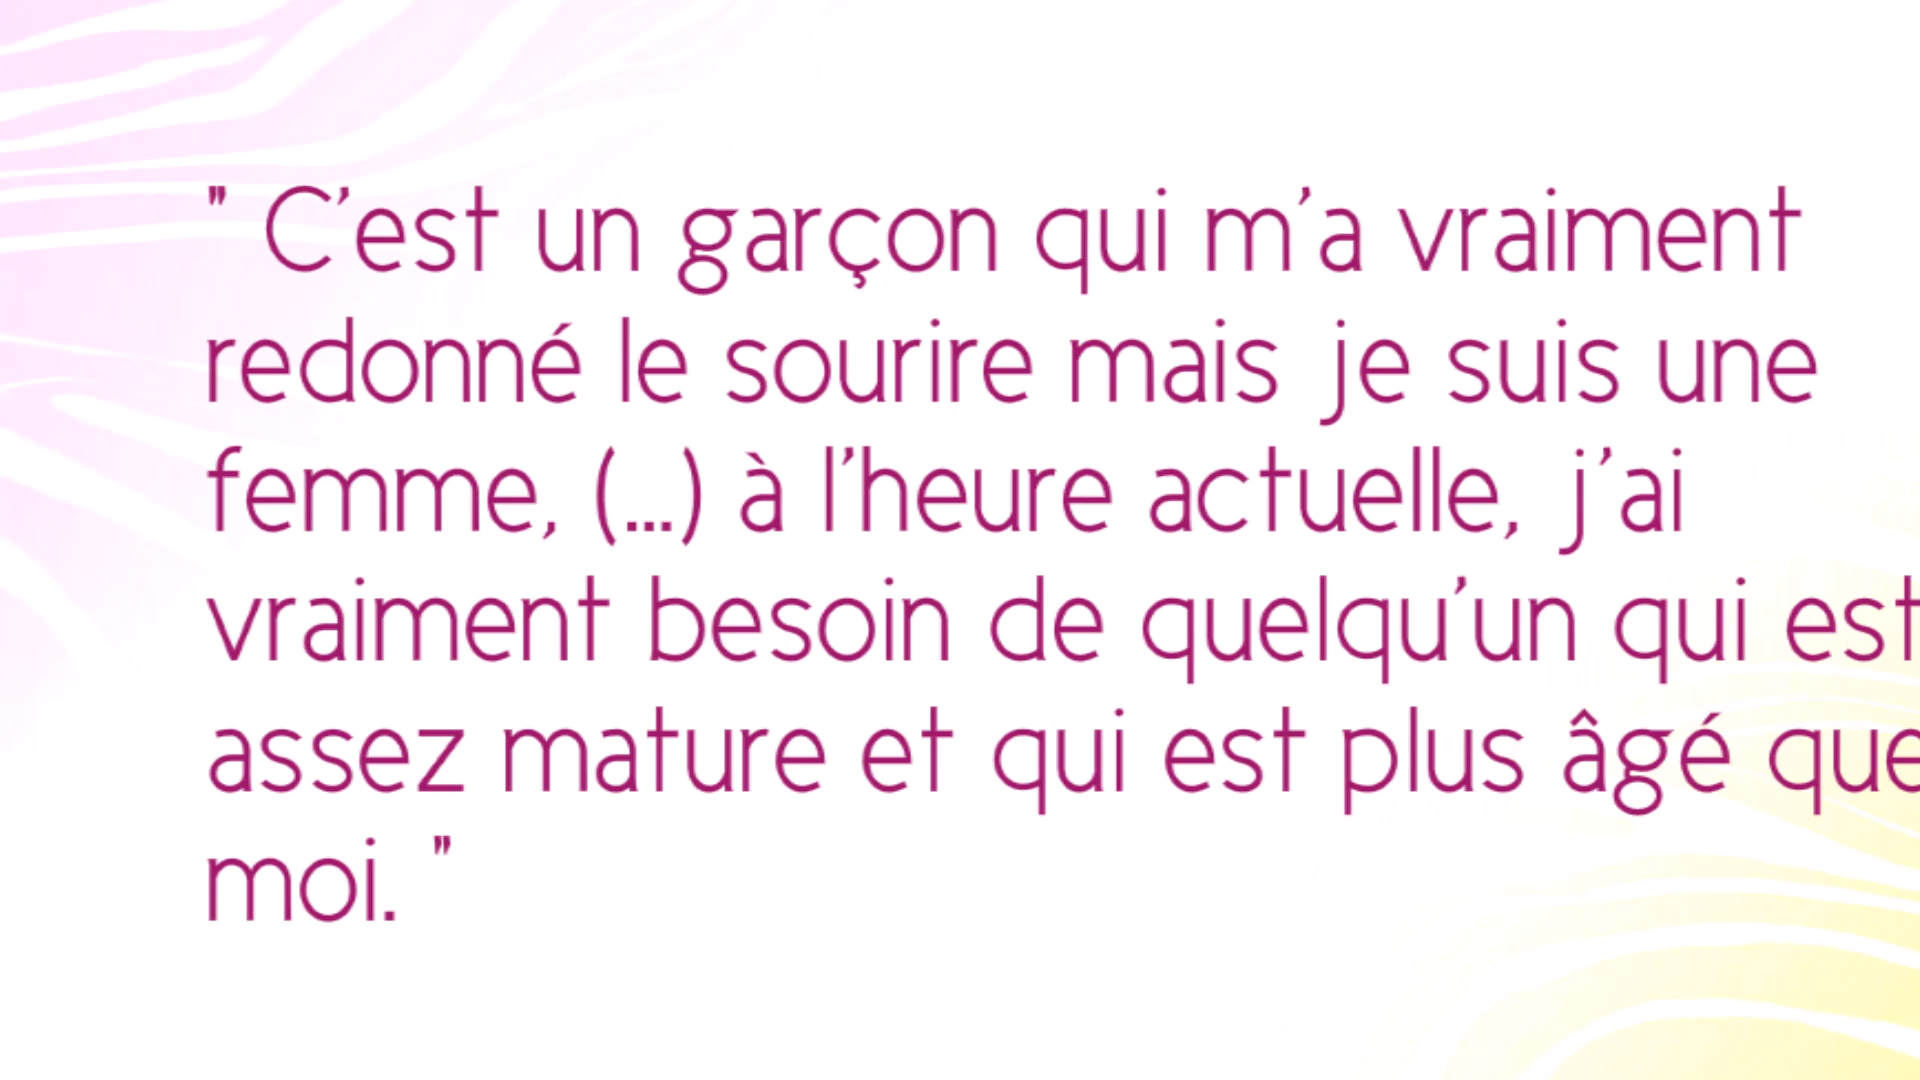 " C'est un garçon qui m'a vraiment
redonné le sourire mais je suis une
femme, (...) à l'heure actuelle, j'ai
vraiment besoin de quelqu'un qui est
assez mature et qui est plus âgé que
moi. "